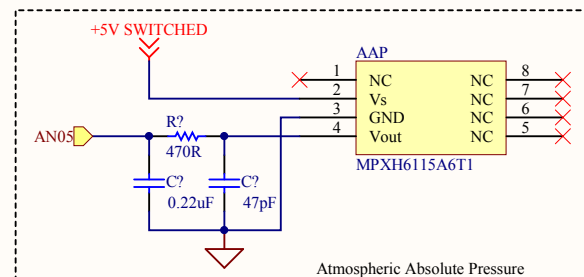 +5V SWITCHED
AAP
1 NC NC 8
2 Vs NC 7
3 GND NC 6
4 Vout NC 5
MPXH6115A6T1
R?
AN05
470R
C? C?
0.22uF 47pF
Atmospheric Absolute Pressure